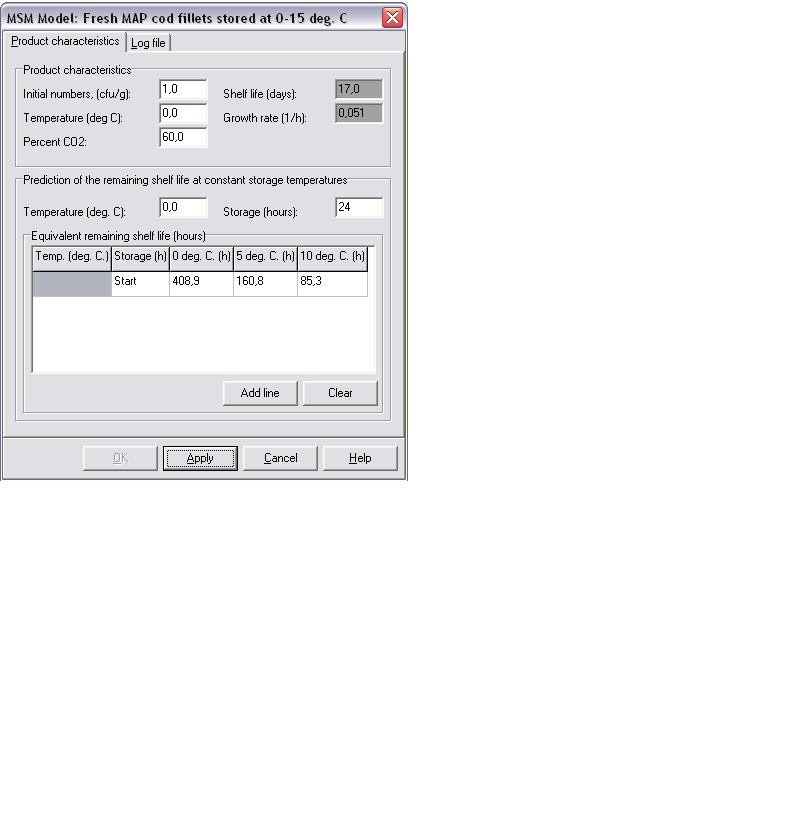 MSM Model: Fresh MAP cod fillets stored at 0-15 deg. C
Product characteristics Log file
Product characteristics
Initial numbers, (cfu/g): 1,0 Shelf life (days): 17,0
Temperature (deg C): 0,0 Growth rate (1/h): 0,051
Percent CO2: 60,0
Prediction of the remaining shelf life at constant storage temperatures
Temperature (deg. C): 0,0 Storage (hours): 24
Equivalent remaining shelf life (hours)
Temp. (deg. C.) Storage (h) 0 deg. C. (h) 5 deg. C. (h) 10 deg. C. (h)
Start 408,9 160,8 85,3
Add line Clear
OK Apply Cancel Help